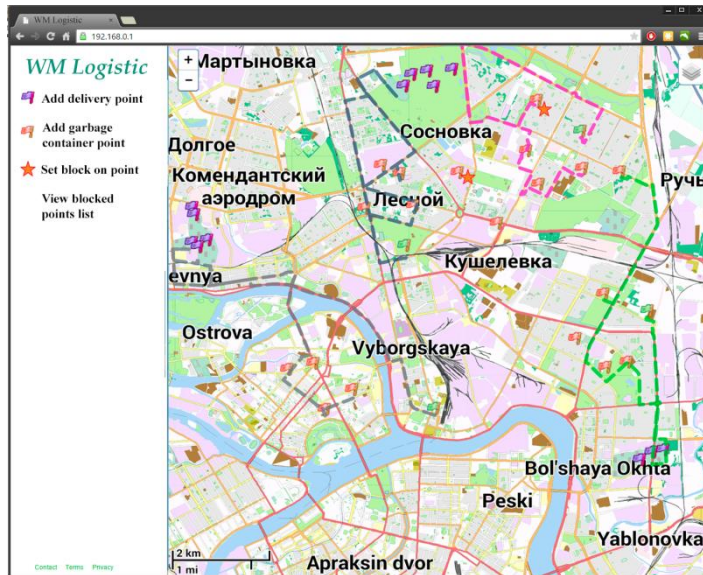 WM Logistic
192.168.0.1
WM Logistic
Add delivery point
Add garbage
container point
Set block on point
View blocked
points list
Contact Terms Privacy
+
−
Мартыновка
Сосновка
Долгое
Комендантский
аэродром
Лесной
Ручь
Кушелевка
evnya
Ostrova
Vyborgskaya
Bol'shaya Okhta
Peski
Yablonovka
Apraksin dvor
2 km
1 mi